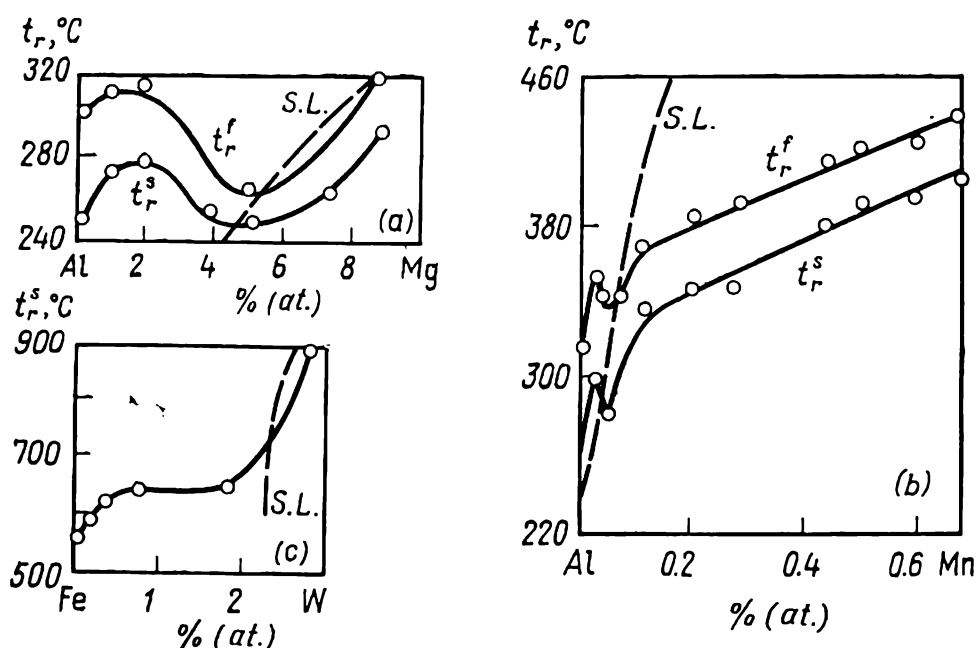 t_r, °C
320
280
240
S.L.
t_r^f
t_r^s
(a)
Al 2 4 6 8 Mg
% (at.)
t_r^s, °C
900
700
500
S.L.
(c)
Fe 1 2 W
% (at.)
t_r, °C
460
380
300
220
S.L.
t_r^f
t_r^s
(b)
Al 0.2 0.4 0.6 Mn
% (at.)